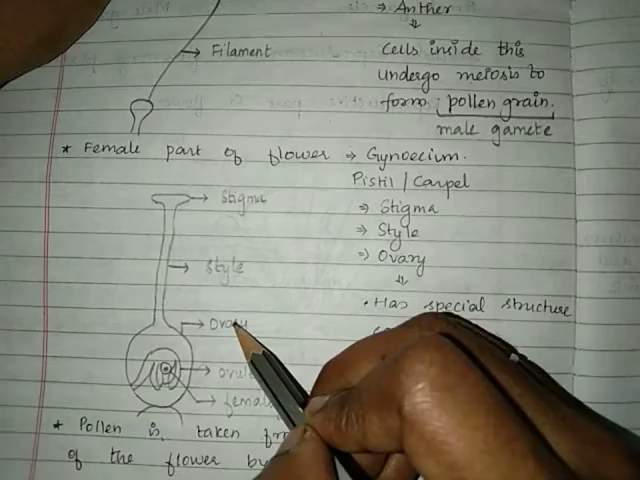 ⇒ Anther
→ Filament
Cells inside this
undergo meiosis to
form pollen grain.
male gamete
* Female part of flower → Gynoecium.
Pistil / Carpel
→ Stigma
⇒ Stigma
⇒ Style
→ Style
⇒ Ovary
• Has special structure
→ Ovary
* Pollen is taken
of the flower by